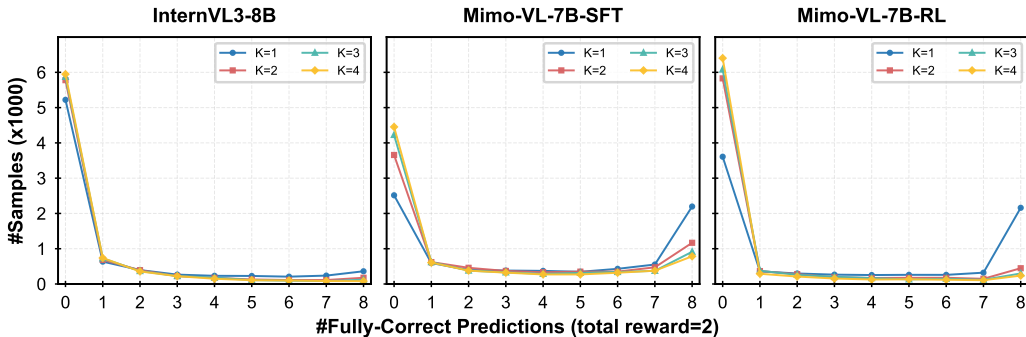 InternVL3-8B
Mimo-VL-7B-SFT
Mimo-VL-7B-RL
#Samples (x1000)
6
5
4
3
2
1
0
K=1 K=3
K=2 K=4
K=1 K=3
K=2 K=4
K=1 K=3
K=2 K=4
0 1 2 3 4 5 6 7 8
0 1 2 3 4 5 6 7 8
0 1 2 3 4 5 6 7 8
#Fully-Correct Predictions (total reward=2)